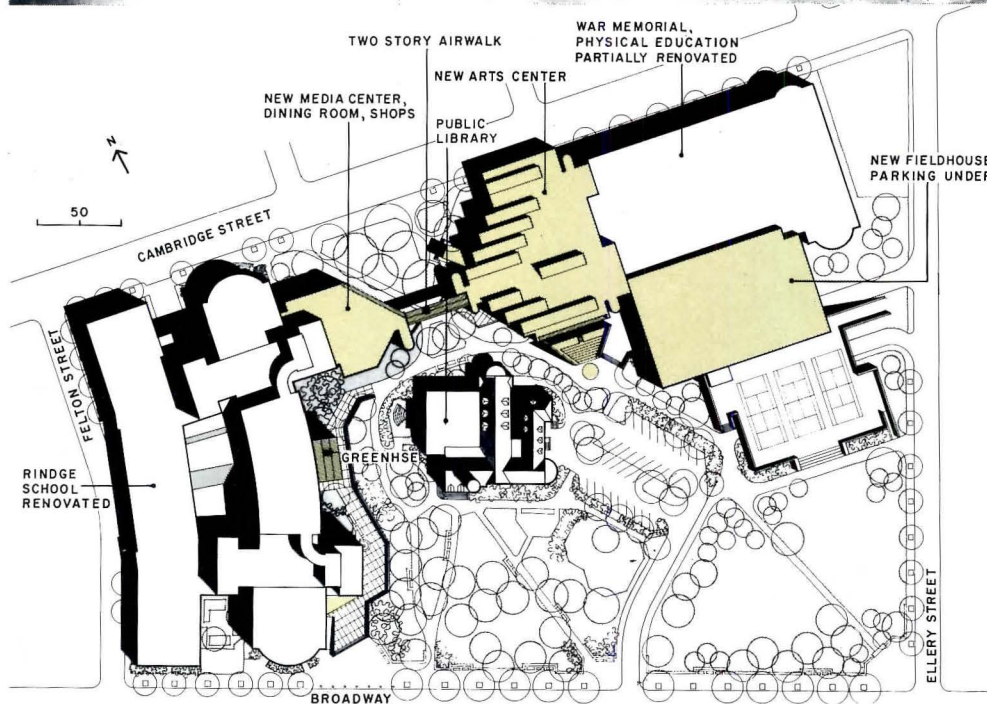 TWO STORY AIRWALK
WAR MEMORIAL,
PHYSICAL EDUCATION
PARTIALLY RENOVATED
NEW ARTS CENTER
NEW MEDIA CENTER,
DINING ROOM, SHOPS
PUBLIC
LIBRARY
NEW FIELDHOUSE
PARKING UNDER
N
50
CAMBRIDGE STREET
FELTON STREET
GREENHSE
RINDGE
SCHOOL
RENOVATED
ELLERY STREET
BROADWAY